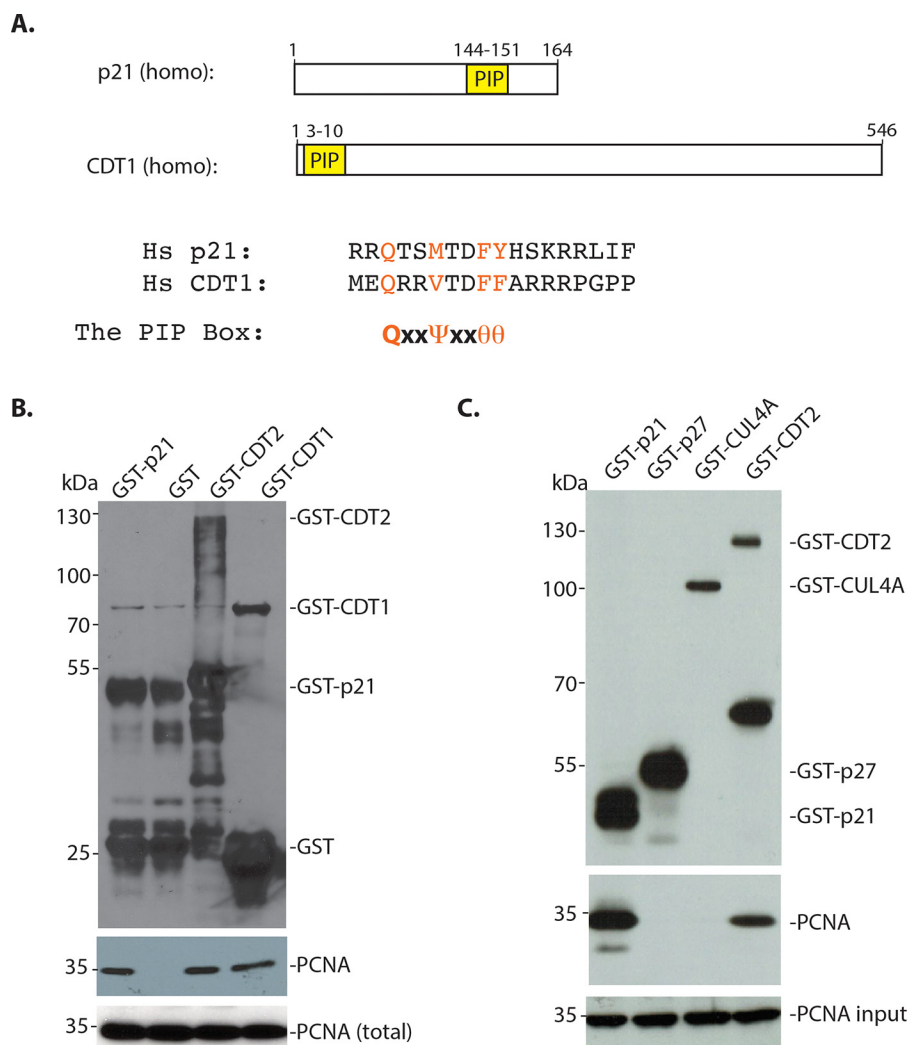 A.
1 144-151 164
p21 (homo): PIP
1 3-10 546
CDT1 (homo): PIP
Hs p21: RRQTSMTDFYHSKRRLIF
Hs CDT1: MEQRRVTDFFARRRPGPP
The PIP Box: QxxΨxxθθ
B.
GST-p21 GST GST-CDT2 GST-CDT1
kDa
130- -GST-CDT2
100-
-GST-CDT1
70-
55-
-GST-p21
25- -GST
35- -PCNA
35- -PCNA (total)
C.
GST-p21 GST-p27 GST-CUL4A GST-CDT2
kDa
130- -GST-CDT2
100- -GST-CUL4A
70-
55- -GST-p27
-GST-p21
35- -PCNA
35- -PCNA input